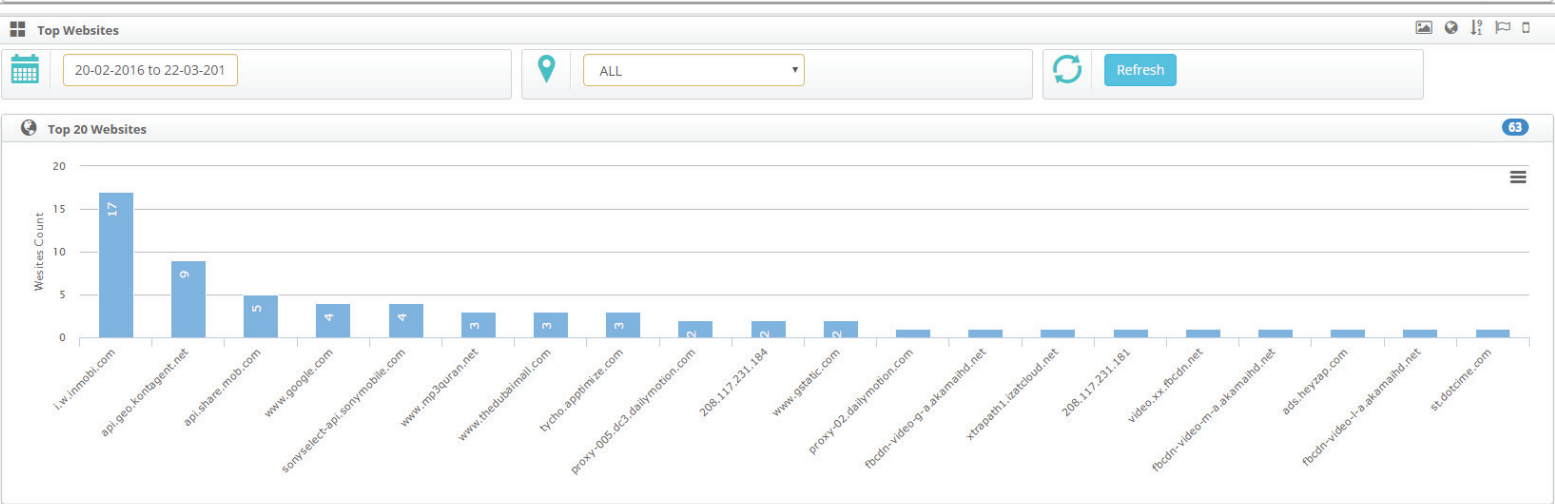 Top Websites
20-02-2016 to 22-03-201
ALL
Refresh
Top 20 Websites
63
20
15
10
5
0
Wesites Count
17
9
5
4
4
3
3
3
2
2
2
i.w.inmobi.com
api.geo.kontagent.net
api.share.mob.com
www.google.com
sonyselect-api.sonymobile.com
www.mp3quran.net
www.thedubaimall.com
tycho.apptimize.com
proxy-005.dc3.dailymotion.com
208.117.231.184
www.gstatic.com
proxy-02.dailymotion.com
fbcdn-video-g-a.akamaihd.net
xtrapath1.izatcloud.net
208.117.231.181
video.xx.fbcdn.net
fbcdn-video-m-a.akamaihd.net
ads.heyzap.com
fbcdn-video-l-a.akamaihd.net
st.dotcime.com